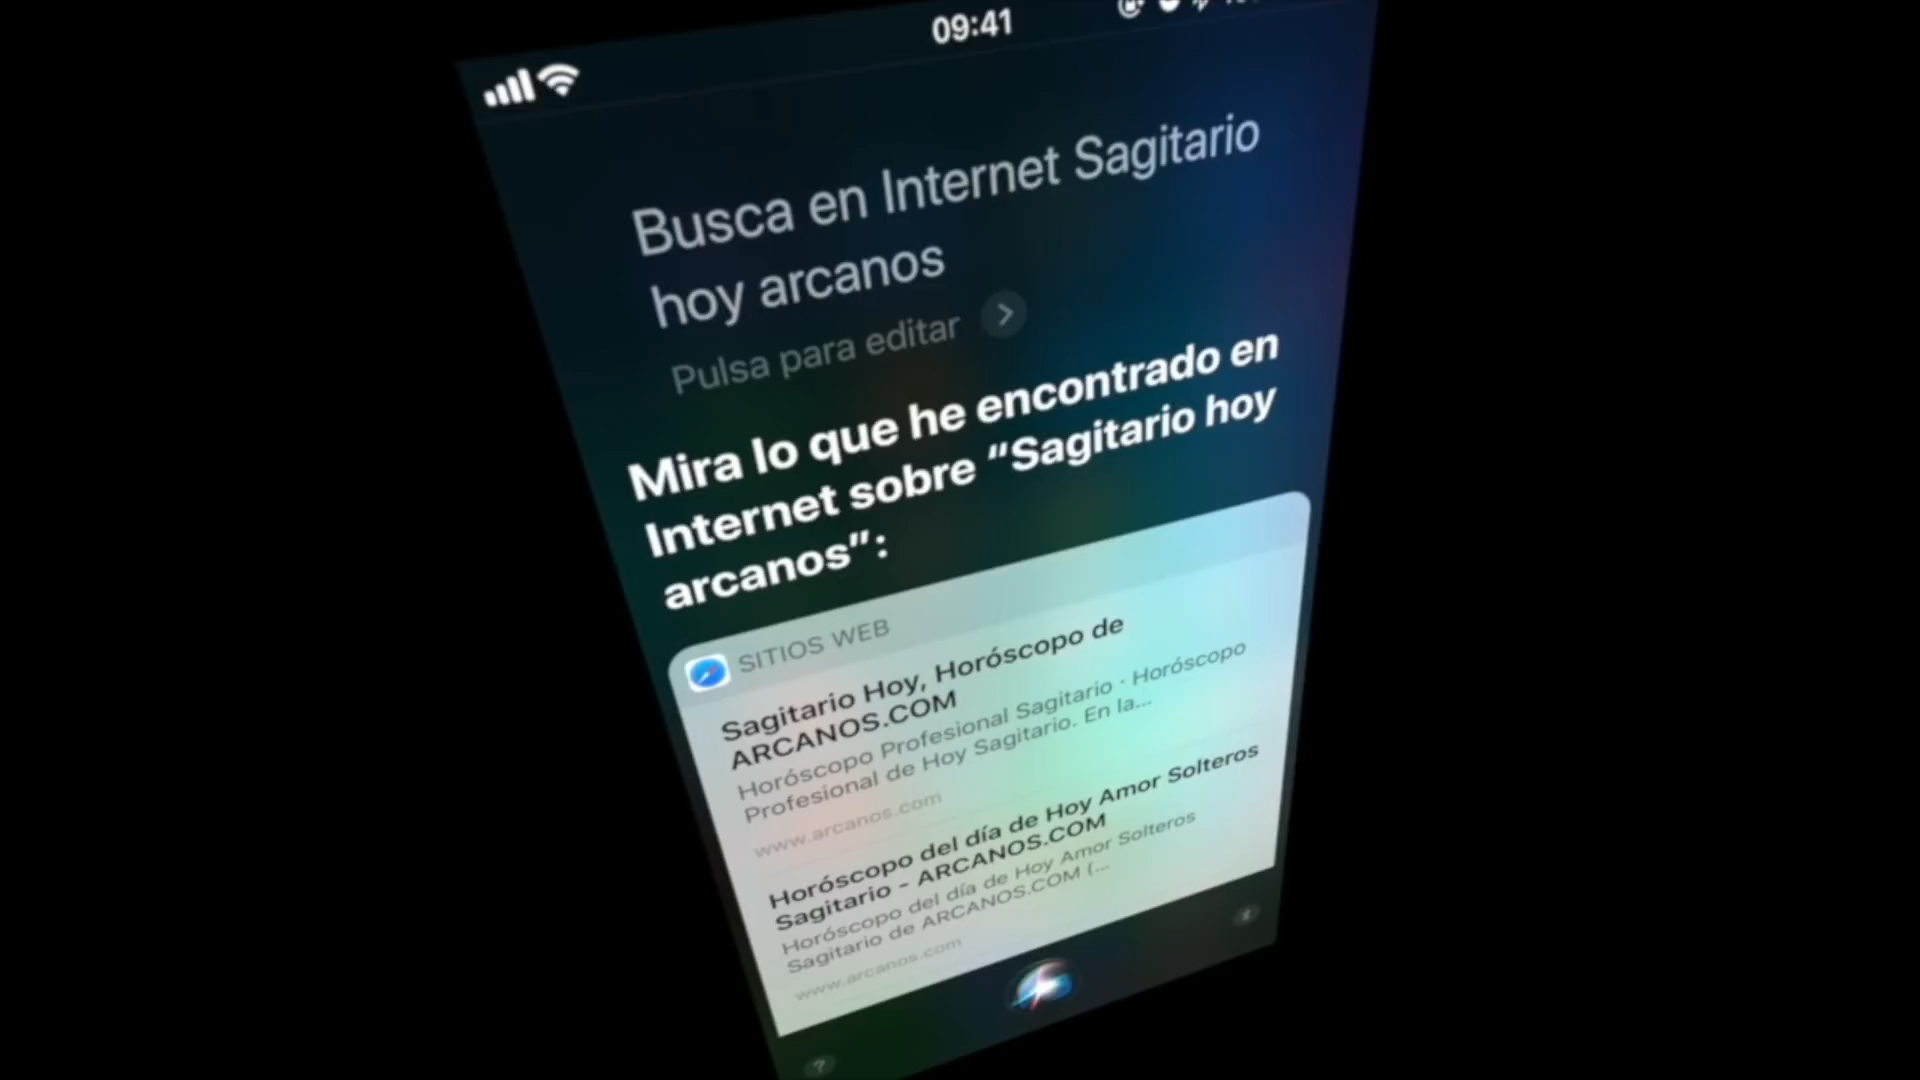 09:41
Busca en Internet Sagitario
hoy arcanos
Pulsa para editar
Mira lo que he encontrado en
Internet sobre “Sagitario hoy
arcanos”:
SITIOS WEB
Sagitario Hoy, Horóscopo de
ARCANOS.COM
Horóscopo Profesional Sagitario · Horóscopo
Profesional de Hoy Sagitario. En la...
www.arcanos.com
Horóscopo del día de Hoy Amor Solteros
Sagitario - ARCANOS.COM
Horóscopo del día de Hoy Amor Solteros
Sagitario de ARCANOS.COM (...
www.arcanos.com
?